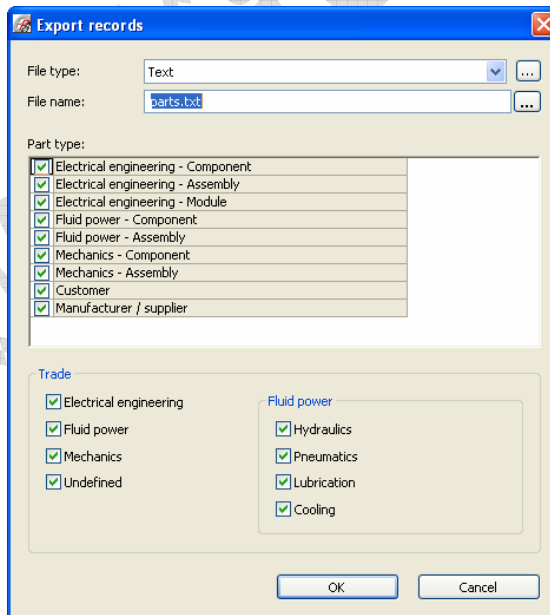 Export records
File type: Text ...
File name: parts.txt ...
Part type:
Electrical engineering - Component
Electrical engineering - Assembly
Electrical engineering - Module
Fluid power - Component
Fluid power - Assembly
Mechanics - Component
Mechanics - Assembly
Customer
Manufacturer / supplier
Trade
Electrical engineering
Fluid power
Mechanics
Undefined
Fluid power
Hydraulics
Pneumatics
Lubrication
Cooling
OK Cancel